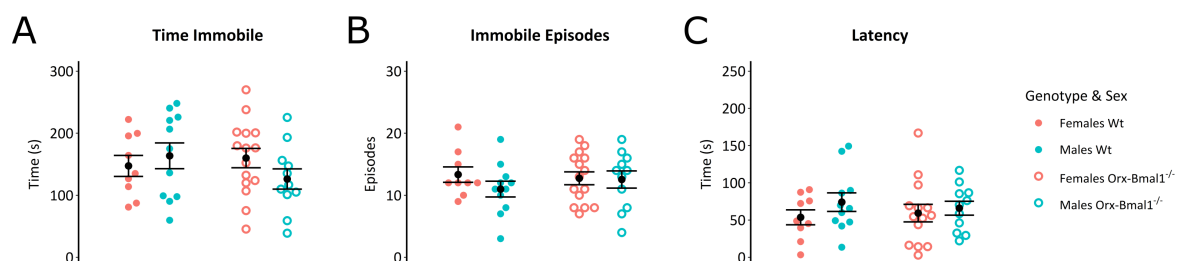 A
Time Immobile
Time (s)
300
200
100
0
B
Immobile Episodes
Episodes
30
20
10
0
C
Latency
Time (s)
250
200
150
100
50
0
Genotype & Sex
Females Wt
Males Wt
Females Orx-Bmal1-/-
Males Orx-Bmal1-/-